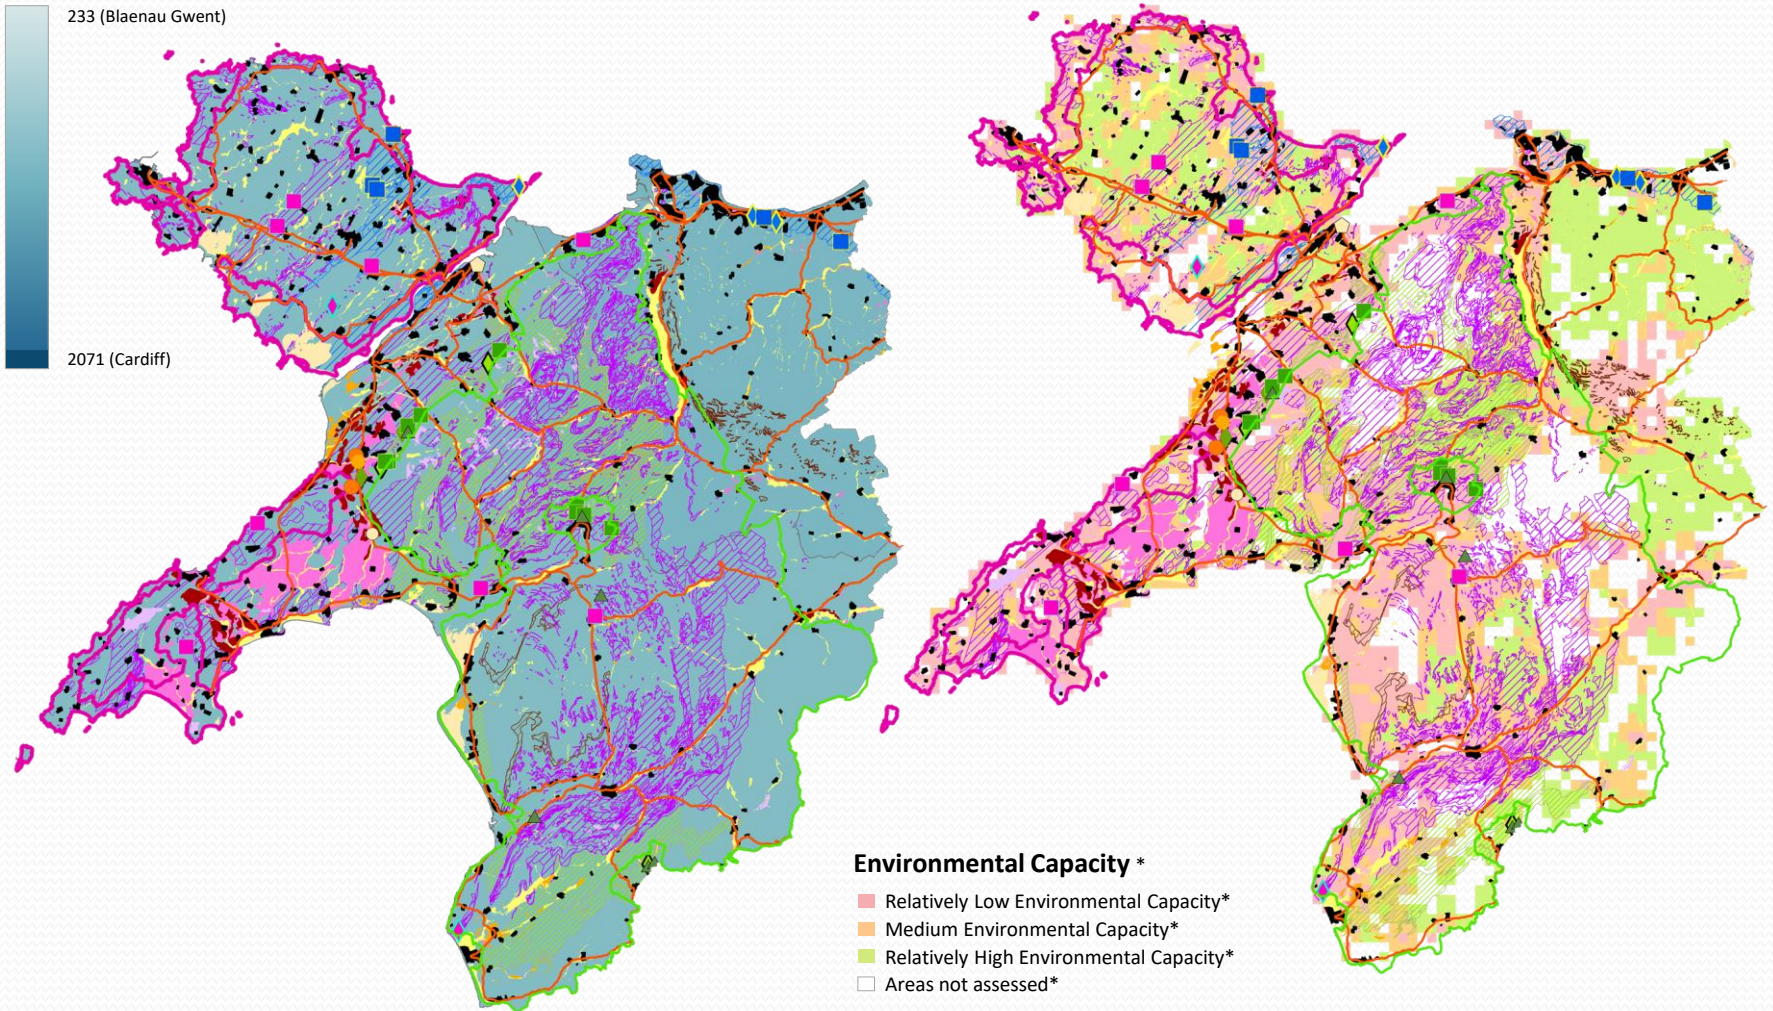 233 (Blaenau Gwent)
2071 (Cardiff)
Environmental Capacity *
Relatively Low Environmental Capacity*
Medium Environmental Capacity*
Relatively High Environmental Capacity*
Areas not assessed*